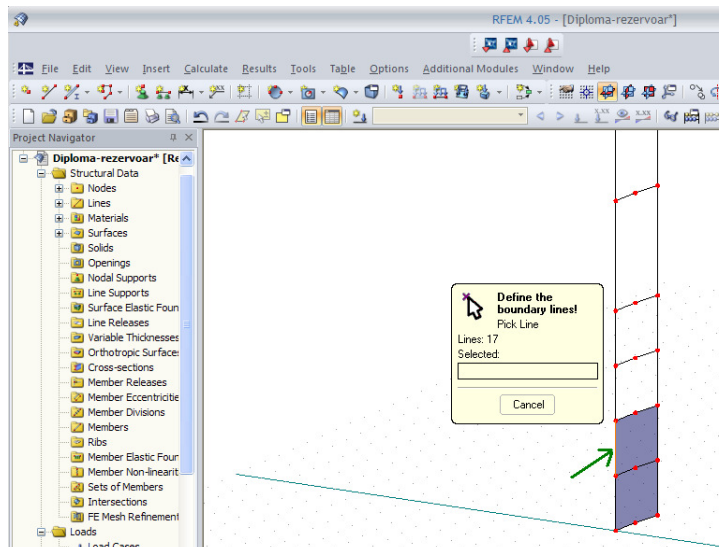 RFEM 4.05 - [Diploma-rezervoar*]
File Edit View Insert Calculate Results Tools Table Options Additional Modules Window Help
Project Navigator
Diploma-rezervoar* [Re
Structural Data
Nodes
Lines
Materials
Surfaces
Solids
Openings
Nodal Supports
Line Supports
Surface Elastic Foun
Line Releases
Variable Thicknesses
Orthotropic Surfaces
Cross-sections
Member Releases
Member Eccentricitie
Member Divisions
Members
Ribs
Member Elastic Foun
Member Non-linearit
Sets of Members
Intersections
FE Mesh Refinement
Loads
Load Cases
Define the
boundary lines!
Pick Line
Lines: 17
Selected:
Cancel